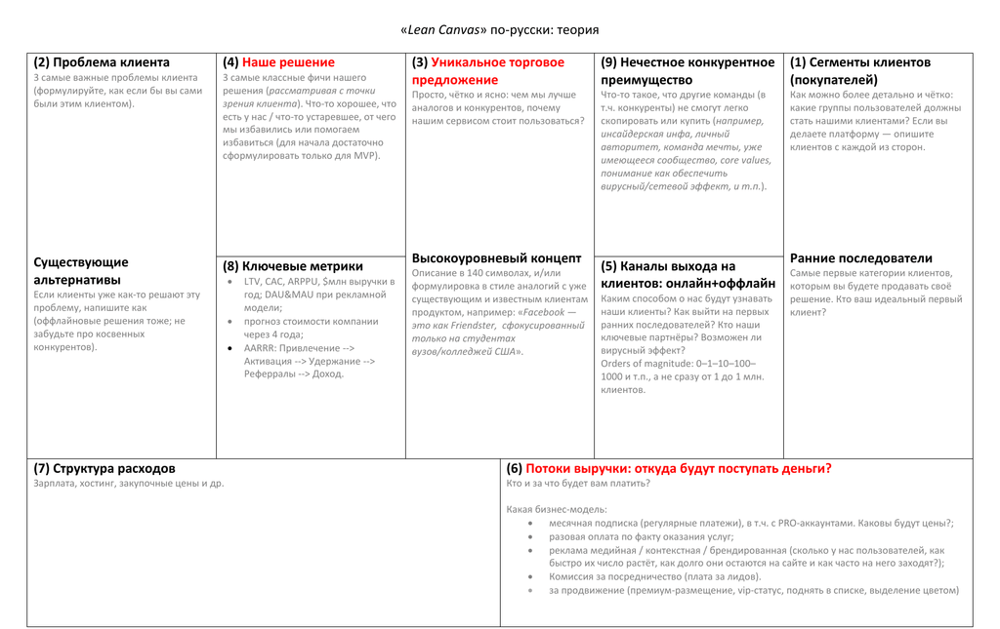 «Lean Canvas» по-русски: теория
(2) Проблема клиента
3 самые важные проблемы клиента
(формулируйте, как если бы вы сами
были этим клиентом).
Существующие
альтернативы
Если клиенты уже как-то решают эту
проблему, напишите как
(оффлайновые решения тоже; не
забудьте про косвенных
конкурентов).
(4) Наше решение
3 самые классные фичи нашего
решения (рассматривая с точки
зрения клиента). Что-то хорошее, что
есть у нас / что-то устаревшее, от чего
мы избавились или помогаем
избавиться (для начала достаточно
сформулировать только для MVP).
(8) Ключевые метрики
• LTV, CAC, ARPPU, $млн выручки в
год; DAU&MAU при рекламной
модели;
• прогноз стоимости компании
через 4 года;
• AARRR: Привлечение -->
Активация --> Удержание -->
Реферралы --> Доход.
(3) Уникальное торговое
предложение
Просто, чётко и ясно: чем мы лучше
аналогов и конкурентов, почему
нашим сервисом стоит пользоваться?
Высокоуровневый концепт
Описание в 140 символах, и/или
формулировка в стиле аналогий с уже
существующим и известным клиентам
продуктом, например: «Facebook —
это как Friendster, сфокусированный
только на студентах
вузов/колледжей США».
(9) Нечестное конкурентное
преимущество
Что-то такое, что другие команды (в
т.ч. конкуренты) не смогут легко
скопировать или купить (например,
инсайдерская инфа, личный
авторитет, команда мечты, уже
имеющееся сообщество, core values,
понимание как обеспечить
вирусный/сетевой эффект, и т.п.).
(5) Каналы выхода на
клиентов: онлайн+оффлайн
Каким способом о нас будут узнавать
наши клиенты? Как выйти на первых
ранних последователей? Кто наши
ключевые партнёры? Возможен ли
вирусный эффект?
Orders of magnitude: 0–1–10–100–
1000 и т.п., а не сразу от 1 до 1 млн.
клиентов.
(1) Сегменты клиентов
(покупателей)
Как можно более детально и чётко:
какие группы пользователей должны
стать нашими клиентами? Если вы
делаете платформу — опишите
клиентов с каждой из сторон.
Ранние последователи
Самые первые категории клиентов,
которым вы будете продавать своё
решение. Кто ваш идеальный первый
клиент?
(7) Структура расходов
Зарплата, хостинг, закупочные цены и др.
(6) Потоки выручки: откуда будут поступать деньги?
Кто и за что будет вам платить?
Какая бизнес-модель:
• месячная подписка (регулярные платежи), в т.ч. с PRO-аккаунтами. Каковы будут цены?;
• разовая оплата по факту оказания услуг;
• реклама медийная / контекстная / брендированная (сколько у нас пользователей, как
быстро их число растёт, как долго они остаются на сайте и как часто на него заходят?);
• Комиссия за посредничество (плата за лидов).
• за продвижение (премиум-размещение, vip-статус, поднять в списке, выделение цветом)